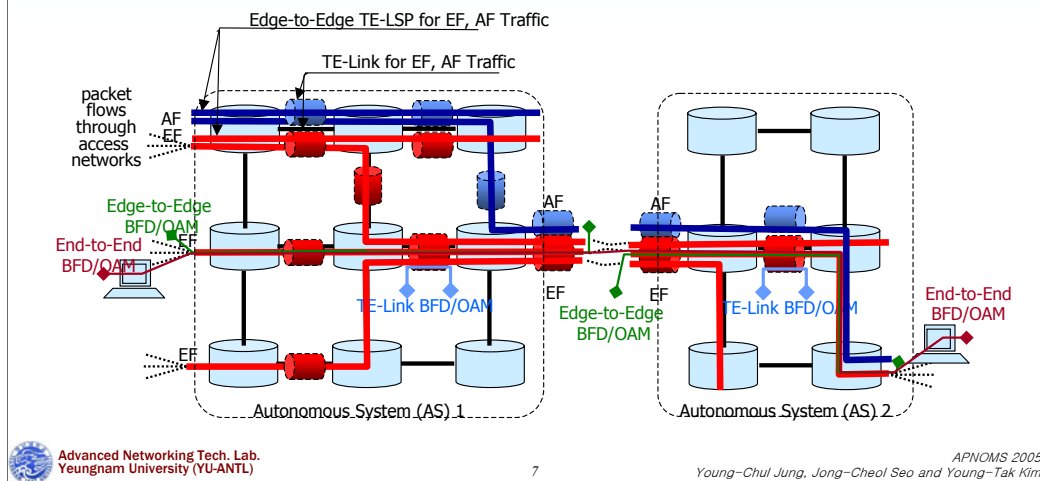 Edge-to-Edge TE-LSP for EF, AF Traffic
TE-Link for EF, AF Traffic
packet
flows
through
access
networks
AF
EF
Edge-to-Edge
BFD/OAM
EF
End-to-End
BFD/OAM
AF
EF
TE-Link BFD/OAM
EF
Autonomous System (AS) 1
AF
EF
Edge-to-Edge
BFD/OAM
TE-Link BFD/OAM
End-to-End
BFD/OAM
Autonomous System (AS) 2
Advanced Networking Tech. Lab.
Yeungnam University (YU-ANTL)
7
APNOMS 2005
Young-Chul Jung, Jong-Cheol Seo and Young-Tak Kim